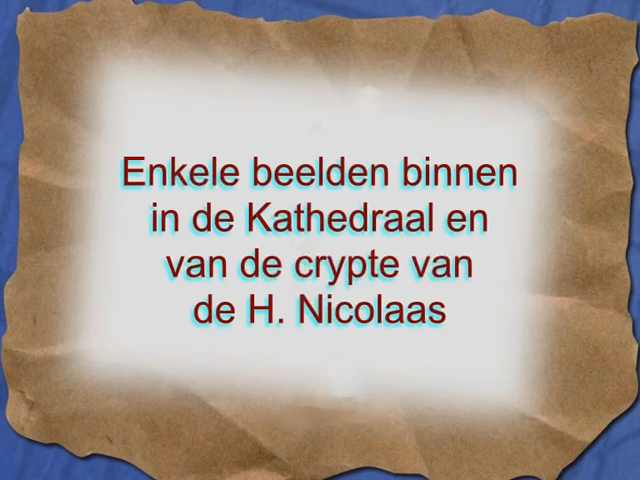 Enkele beelden binnen
in de Kathedraal en
van de crypte van
de H. Nicolaas